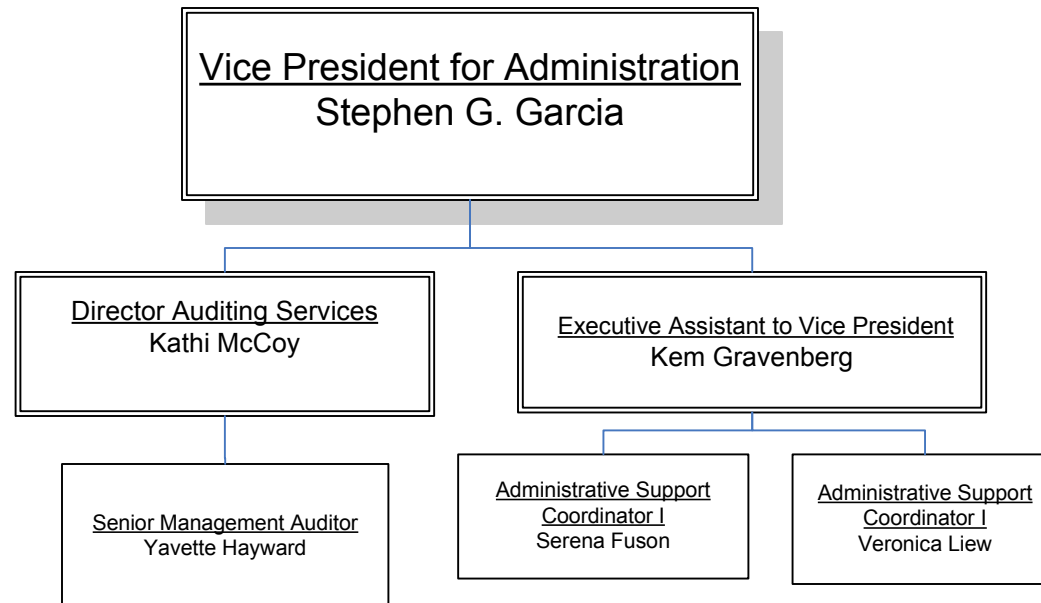 Vice President for Administration
Stephen G. Garcia
Director Auditing Services
Kathi McCoy
Executive Assistant to Vice President
Kem Gravenberg
Senior Management Auditor
Yavette Hayward
Administrative Support
Coordinator I
Serena Fuson
Administrative Support
Coordinator I
Veronica Liew